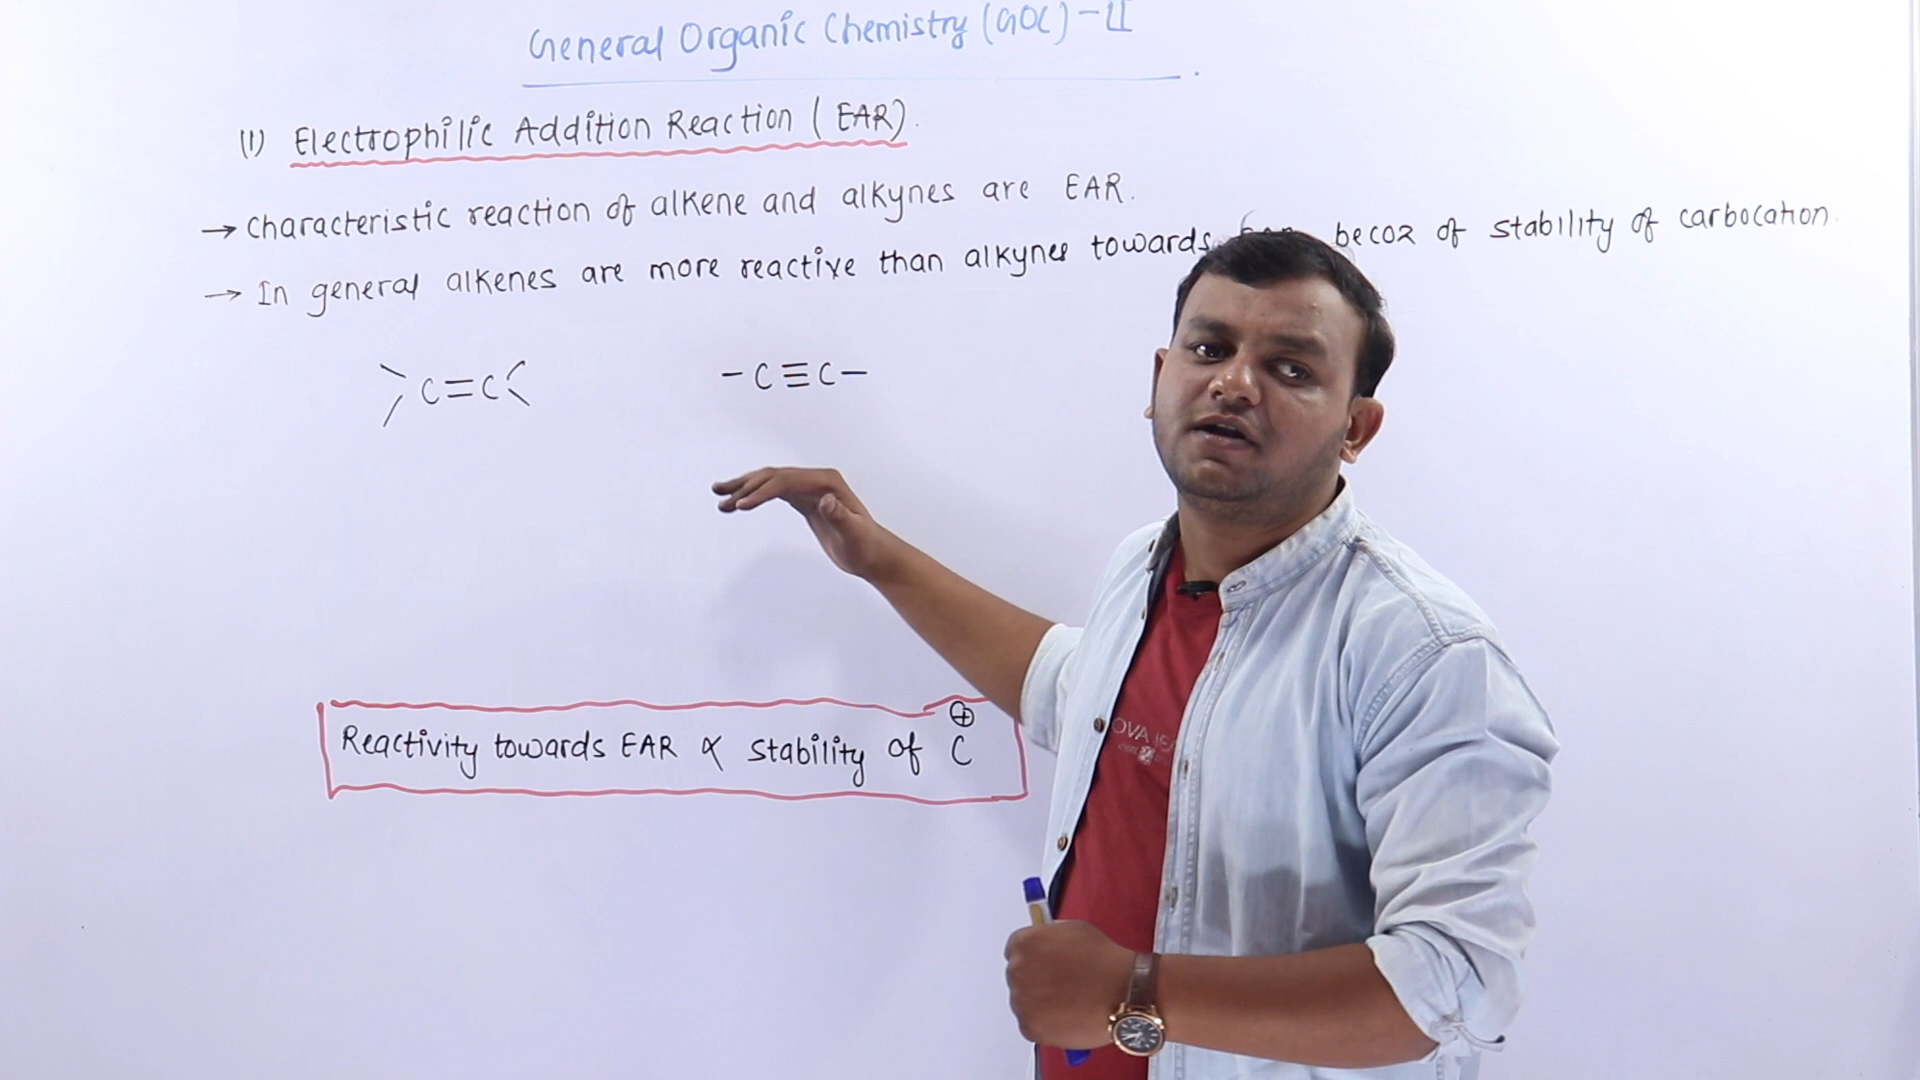 General Organic Chemistry (GOC) - II
(1) Electrophilic Addition Reaction (EAR).
→ Characteristic reaction of alkene and alkynes are EAR.
→ In general alkenes are more reactive than alkynes towards becoz of stability of carbocation.
C=C
-C≡C-
Reactivity towards EAR ∝ stability of C⊕
OVA